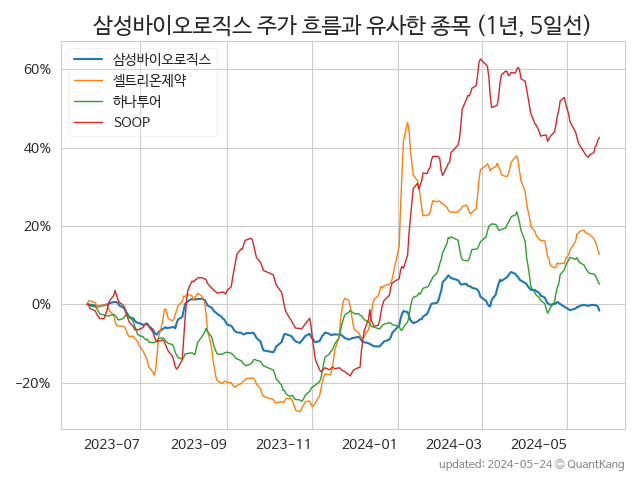 삼성바이오로직스 주가 흐름과 유사한 종목 (1년, 5일선)
60%
40%
20%
0%
−20%
삼성바이오로직스
셀트리온제약
하나투어
SOOP
2023-07
2023-09
2023-11
2024-01
2024-03
2024-05
updated: 2024-05-24 © QuantKang